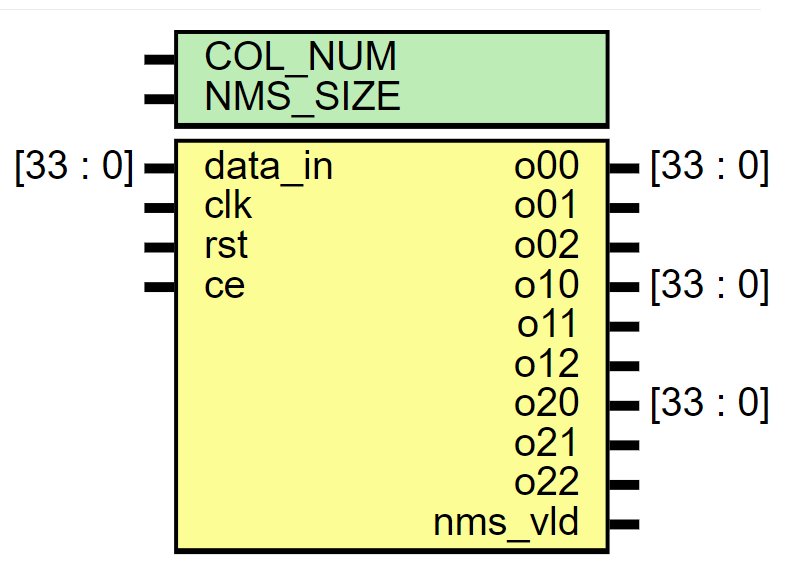 COL_NUM
NMS_SIZE
[33 : 0] data_in o00 [33 : 0]
clk o01
rst o02
ce o10 [33 : 0]
o11
o12
o20 [33 : 0]
o21
o22
nms_vld